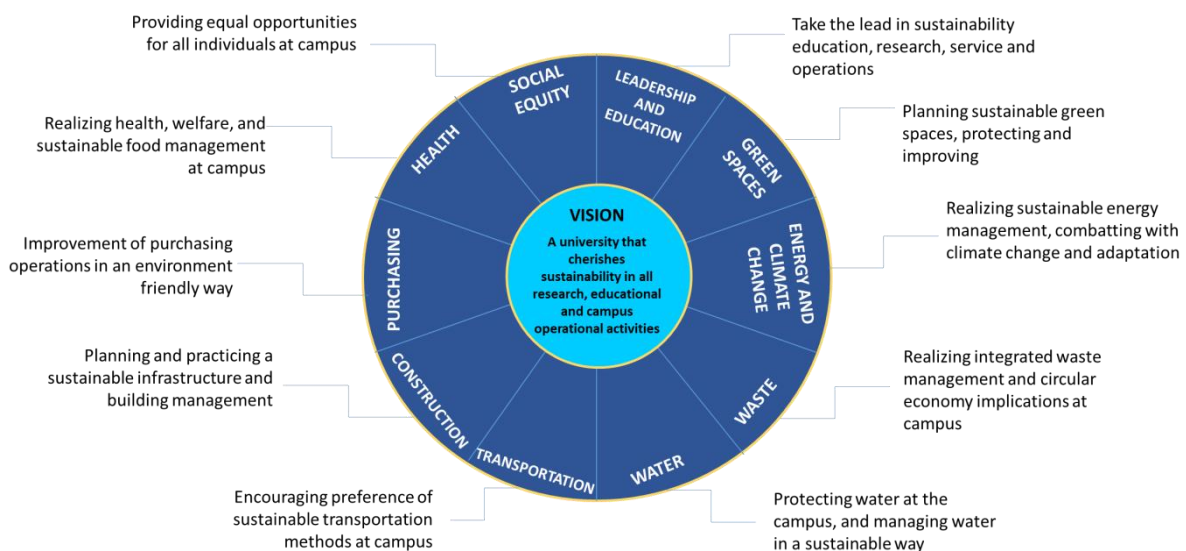 Providing equal opportunities
for all individuals at campus
Take the lead in sustainability
education, research, service and
operations
SOCIAL
EQUITY
LEADERSHIP
AND
EDUCATION
Planning sustainable green
spaces, protecting and
improving
Realizing health, welfare, and
sustainable food management
at campus
HEALTH
GREEN
SPACES
VISION
A university that
cherishes
sustainability in all
research, educational
and campus
operational activities
Realizing sustainable energy
management, combatting with
climate change and adaptation
ENERGY AND
CLIMATE
CHANGE
Improvement of purchasing
operations in an environment
friendly way
PURCHASING
Planning and practicing a
sustainable infrastructure and
building management
CONSTRUCTION
Realizing integrated waste
management and circular
economy implications at
campus
WASTE
TRANSPORTATION
WATER
Encouraging preference of
sustainable transportation
methods at campus
Protecting water at the
campus, and managing water
in a sustainable way